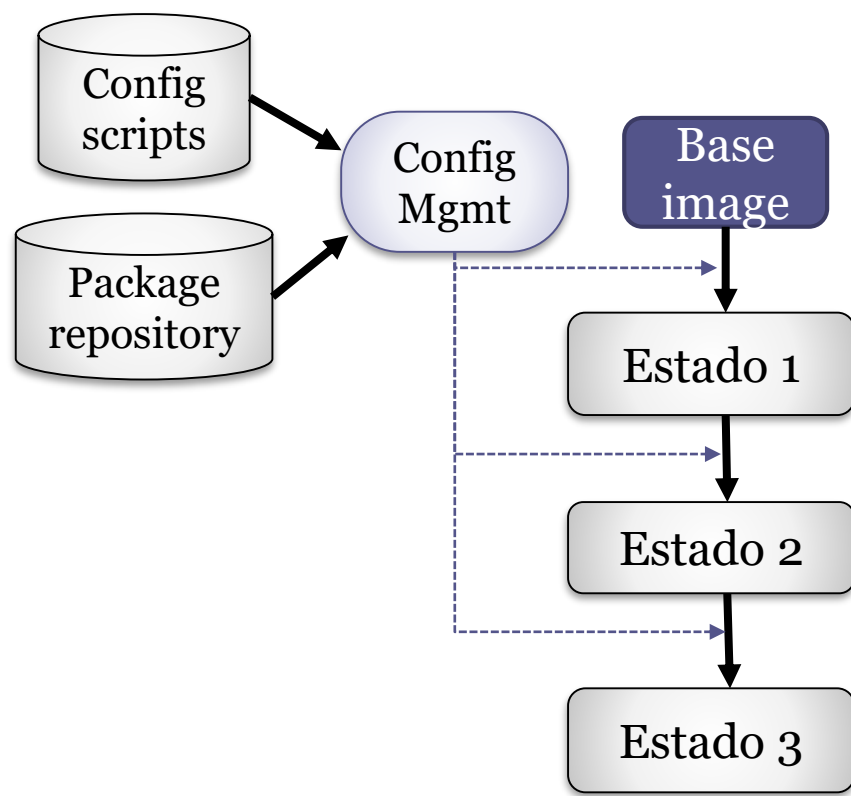 Config
scripts
Package
repository
Config
Mgmt
Base
image
Estado 1
Estado 2
Estado 3